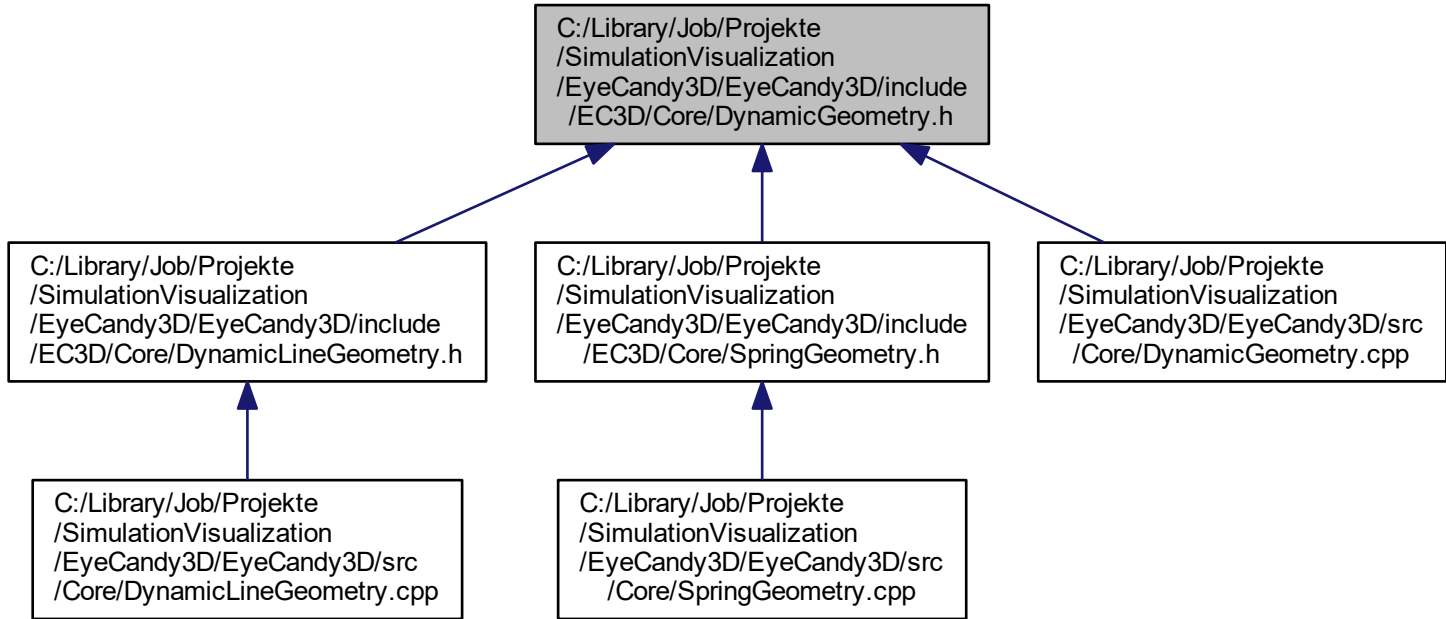 C:/Library/Job/Projekte
/SimulationVisualization
/EyeCandy3D/EyeCandy3D/include
/EC3D/Core/DynamicGeometry.h
C:/Library/Job/Projekte
/SimulationVisualization
/EyeCandy3D/EyeCandy3D/include
/EC3D/Core/DynamicLineGeometry.h
C:/Library/Job/Projekte
/SimulationVisualization
/EyeCandy3D/EyeCandy3D/include
/EC3D/Core/SpringGeometry.h
C:/Library/Job/Projekte
/SimulationVisualization
/EyeCandy3D/EyeCandy3D/src
/Core/DynamicGeometry.cpp
C:/Library/Job/Projekte
/SimulationVisualization
/EyeCandy3D/EyeCandy3D/src
/Core/DynamicLineGeometry.cpp
C:/Library/Job/Projekte
/SimulationVisualization
/EyeCandy3D/EyeCandy3D/src
/Core/SpringGeometry.cpp